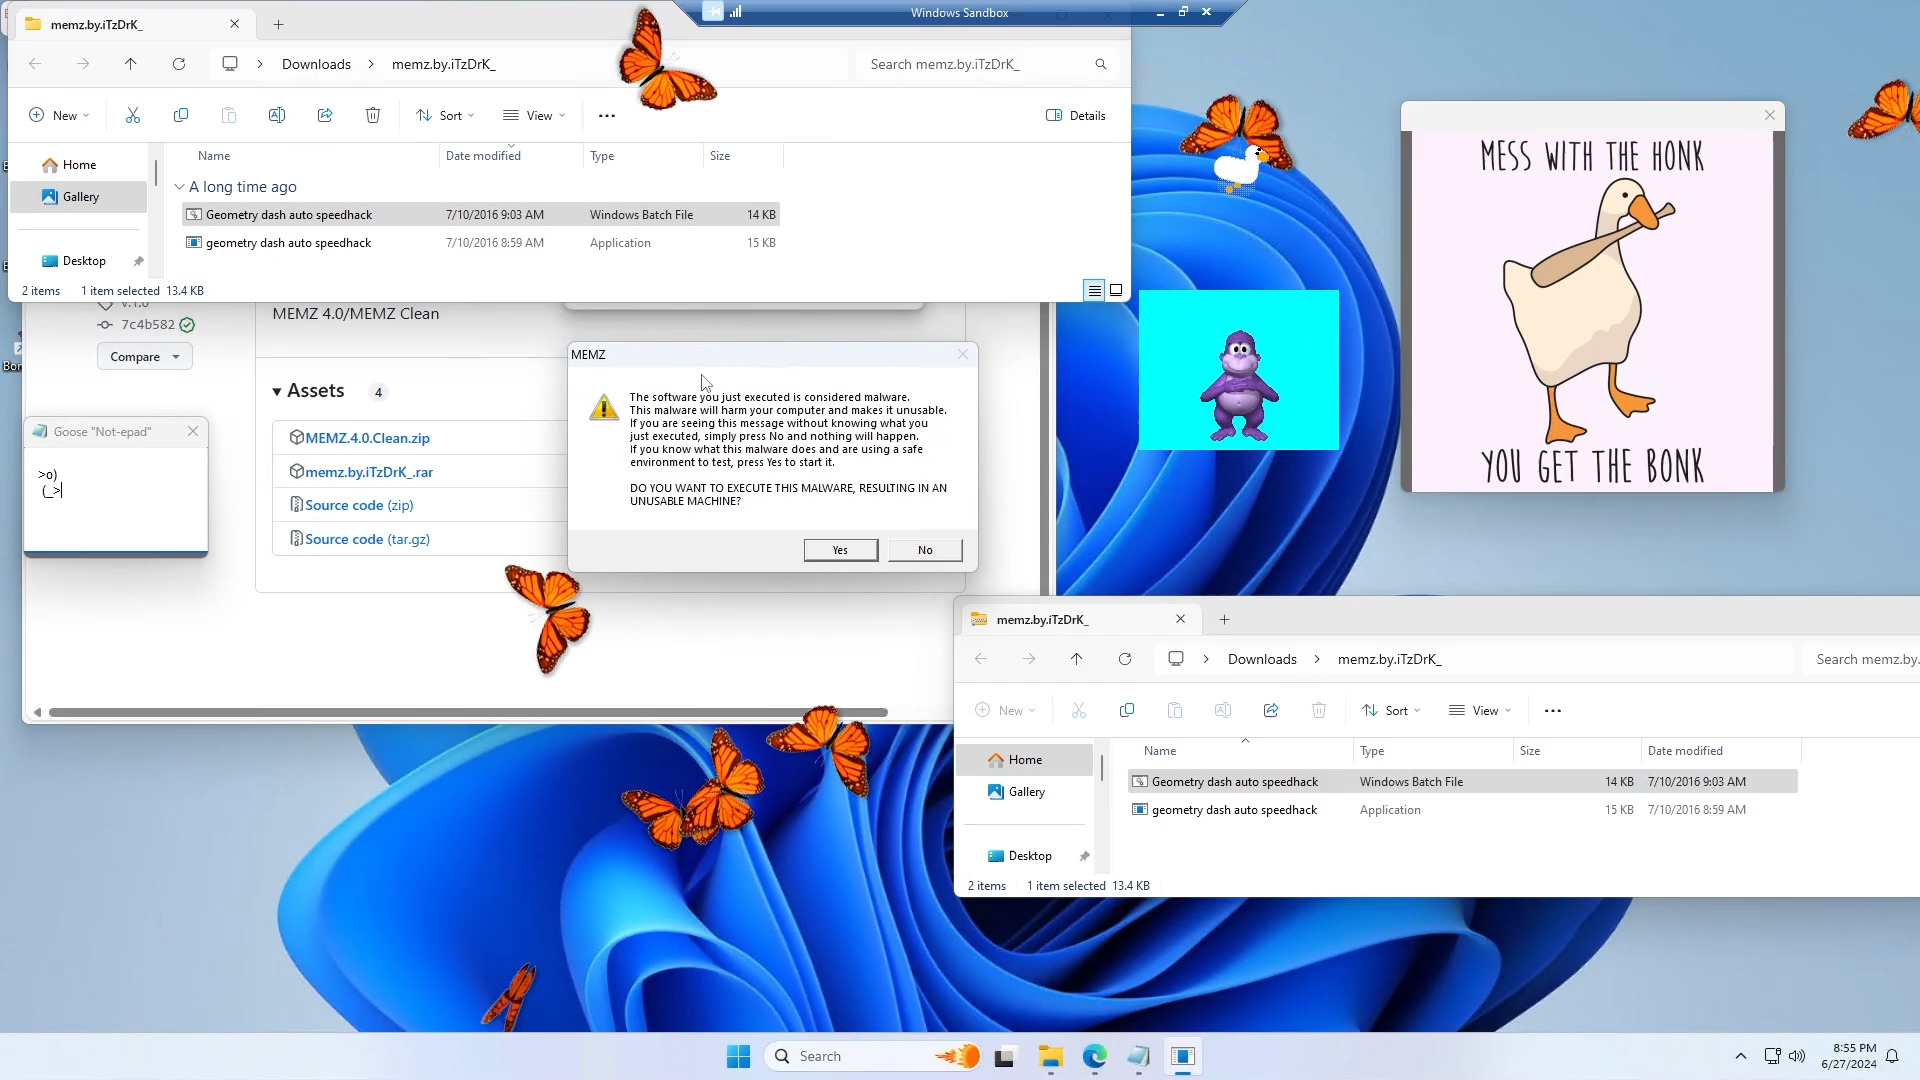 Windows Sandbox
memz.by.iTzDrK_
Downloads
memz.by.iTzDrK_
Search memz.by.iTzDrK_
New
Sort
View
Details
Home
Gallery
Desktop
Name
Date modified
Type
Size
A long time ago
Geometry dash auto speedhack
7/10/2016 9:03 AM
Windows Batch File
14 KB
geometry dash auto speedhack
7/10/2016 8:59 AM
Application
15 KB
2 items
1 item selected 13.4 KB
7c4b582
Compare
MEMZ 4.0/MEMZ Clean
Assets
4
MEMZ.4.0.Clean.zip
memz.by.iTzDrK_.rar
Source code (zip)
Source code (tar.gz)
Goose "Not-epad"
>o)
(_>
MEMZ
The software you just executed is considered malware.
This malware will harm your computer and makes it unusable.
If you are seeing this message without knowing what you
just executed, simply press No and nothing will happen.
If you know what this malware does and are using a safe
environment to test, press Yes to start it.
DO YOU WANT TO EXECUTE THIS MALWARE, RESULTING IN AN
UNUSABLE MACHINE?
Yes
No
MESS WITH THE HONK
YOU GET THE BONK
memz.by.iTzDrK_
Downloads
memz.by.iTzDrK_
Search memz.by.
New
Sort
View
Home
Gallery
Desktop
Name
Type
Size
Date modified
Geometry dash auto speedhack
Windows Batch File
14 KB
7/10/2016 9:03 AM
geometry dash auto speedhack
Application
15 KB
7/10/2016 8:59 AM
2 items
1 item selected 13.4 KB
Search
8:55 PM
6/27/2024